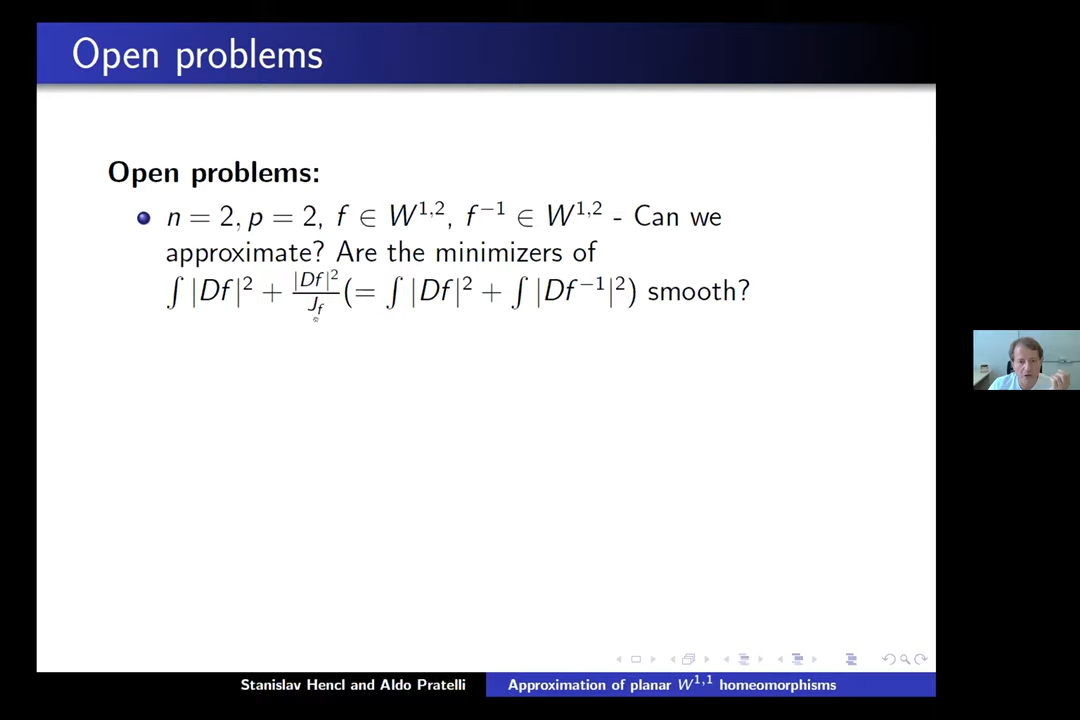 Open problems
Open problems:
n = 2, p = 2, f ∈ W^{1,2}, f^{-1} ∈ W^{1,2} - Can we
approximate? Are the minimizers of
∫ |Df|^2 + \frac{|Df|^2}{J_f} (= ∫ |Df|^2 + ∫ |Df^{-1}|^2) smooth?
Stanislav Hencl and Aldo Pratelli
Approximation of planar W^{1,1} homeomorphisms